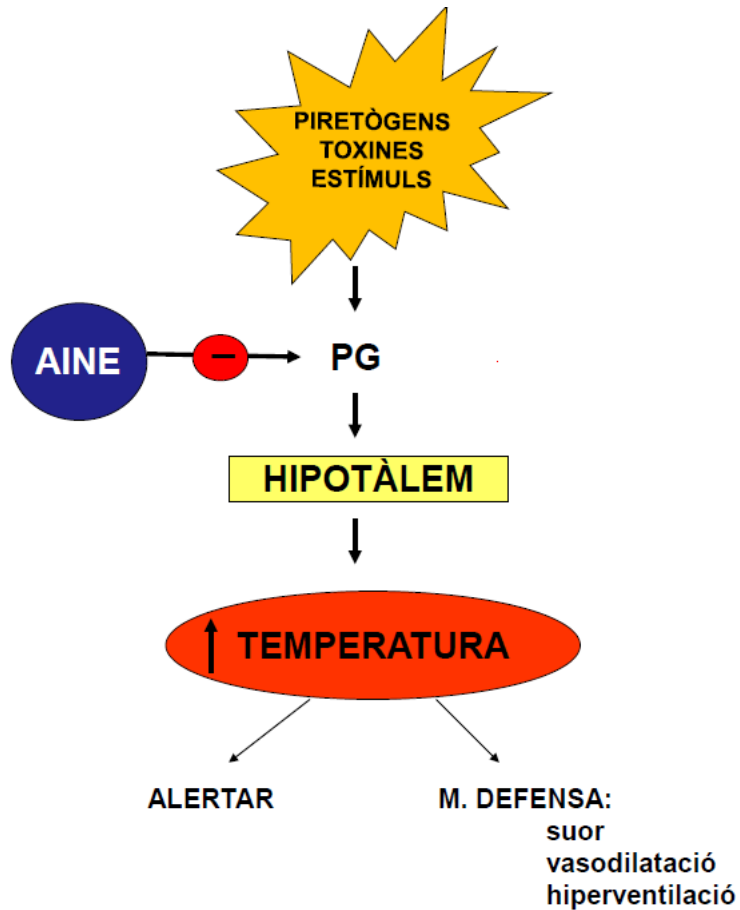 PIRETÒGENS
TOXINES
ESTÍMULS
AINE
PG
HIPOTÀLEM
TEMPERATURA
ALERTAR
M. DEFENSA:
suor
vasodilatació
hiperventilació